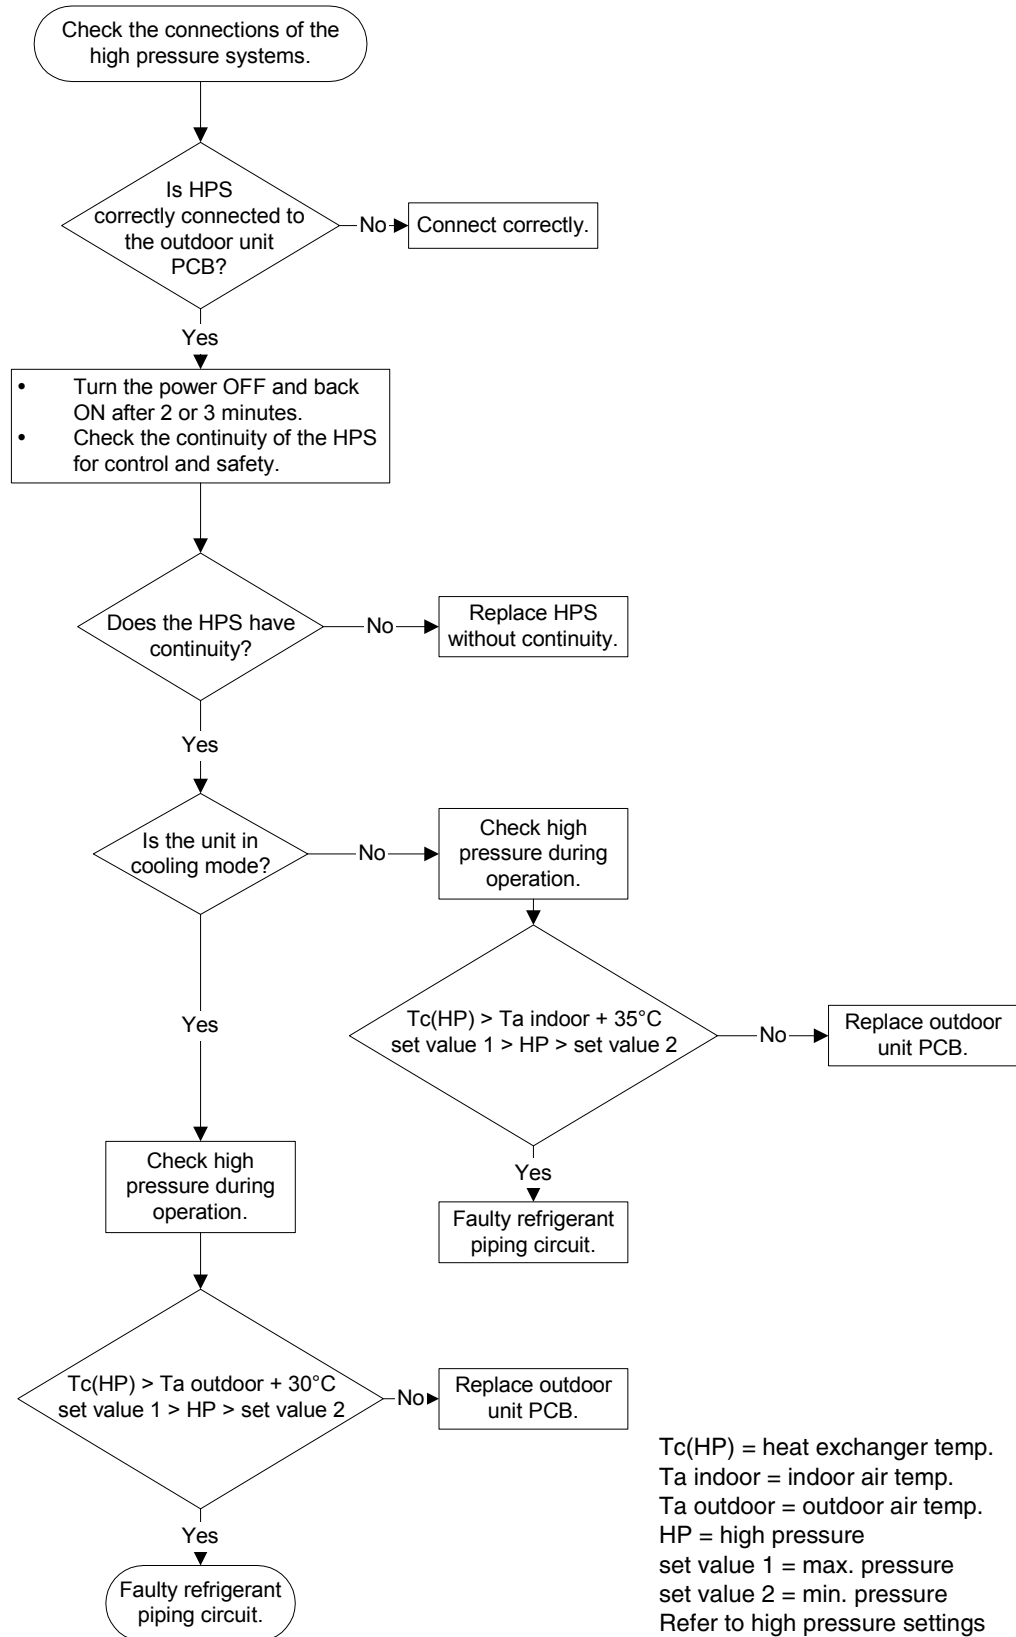 Check the connections of the
high pressure systems.
Is HPS
correctly connected to
the outdoor unit
PCB?
No
Connect correctly.
Yes
• Turn the power OFF and back
ON after 2 or 3 minutes.
• Check the continuity of the HPS
for control and safety.
Does the HPS have
continuity?
No
Replace HPS
without continuity.
Yes
Is the unit in
cooling mode?
No
Check high
pressure during
operation.
Tc(HP) > Ta indoor + 35°C
set value 1 > HP > set value 2
No
Replace outdoor
unit PCB.
Yes
Faulty refrigerant
piping circuit.
Yes
Check high
pressure during
operation.
Tc(HP) > Ta outdoor + 30°C
set value 1 > HP > set value 2
No
Replace outdoor
unit PCB.
Yes
Faulty refrigerant
piping circuit.
Tc(HP) = heat exchanger temp.
Ta indoor = indoor air temp.
Ta outdoor = outdoor air temp.
HP = high pressure
set value 1 = max. pressure
set value 2 = min. pressure
Refer to high pressure settings